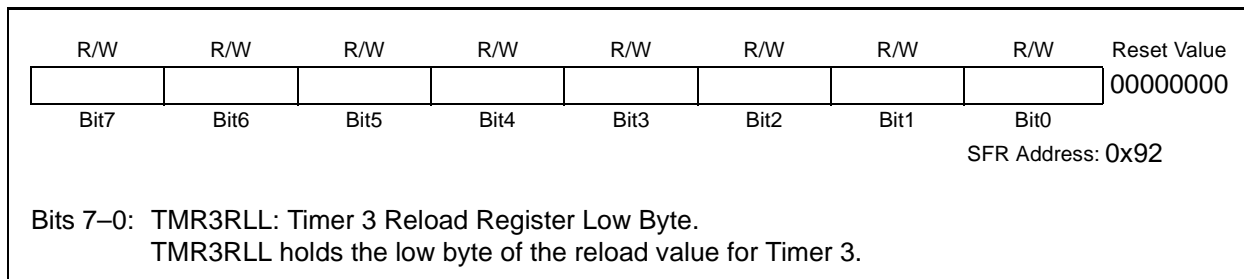 R/W R/W R/W R/W R/W R/W R/W R/W Reset Value
00000000
Bit7 Bit6 Bit5 Bit4 Bit3 Bit2 Bit1 Bit0
SFR Address: 0x92
Bits 7–0: TMR3RLL: Timer 3 Reload Register Low Byte.
TMR3RLL holds the low byte of the reload value for Timer 3.